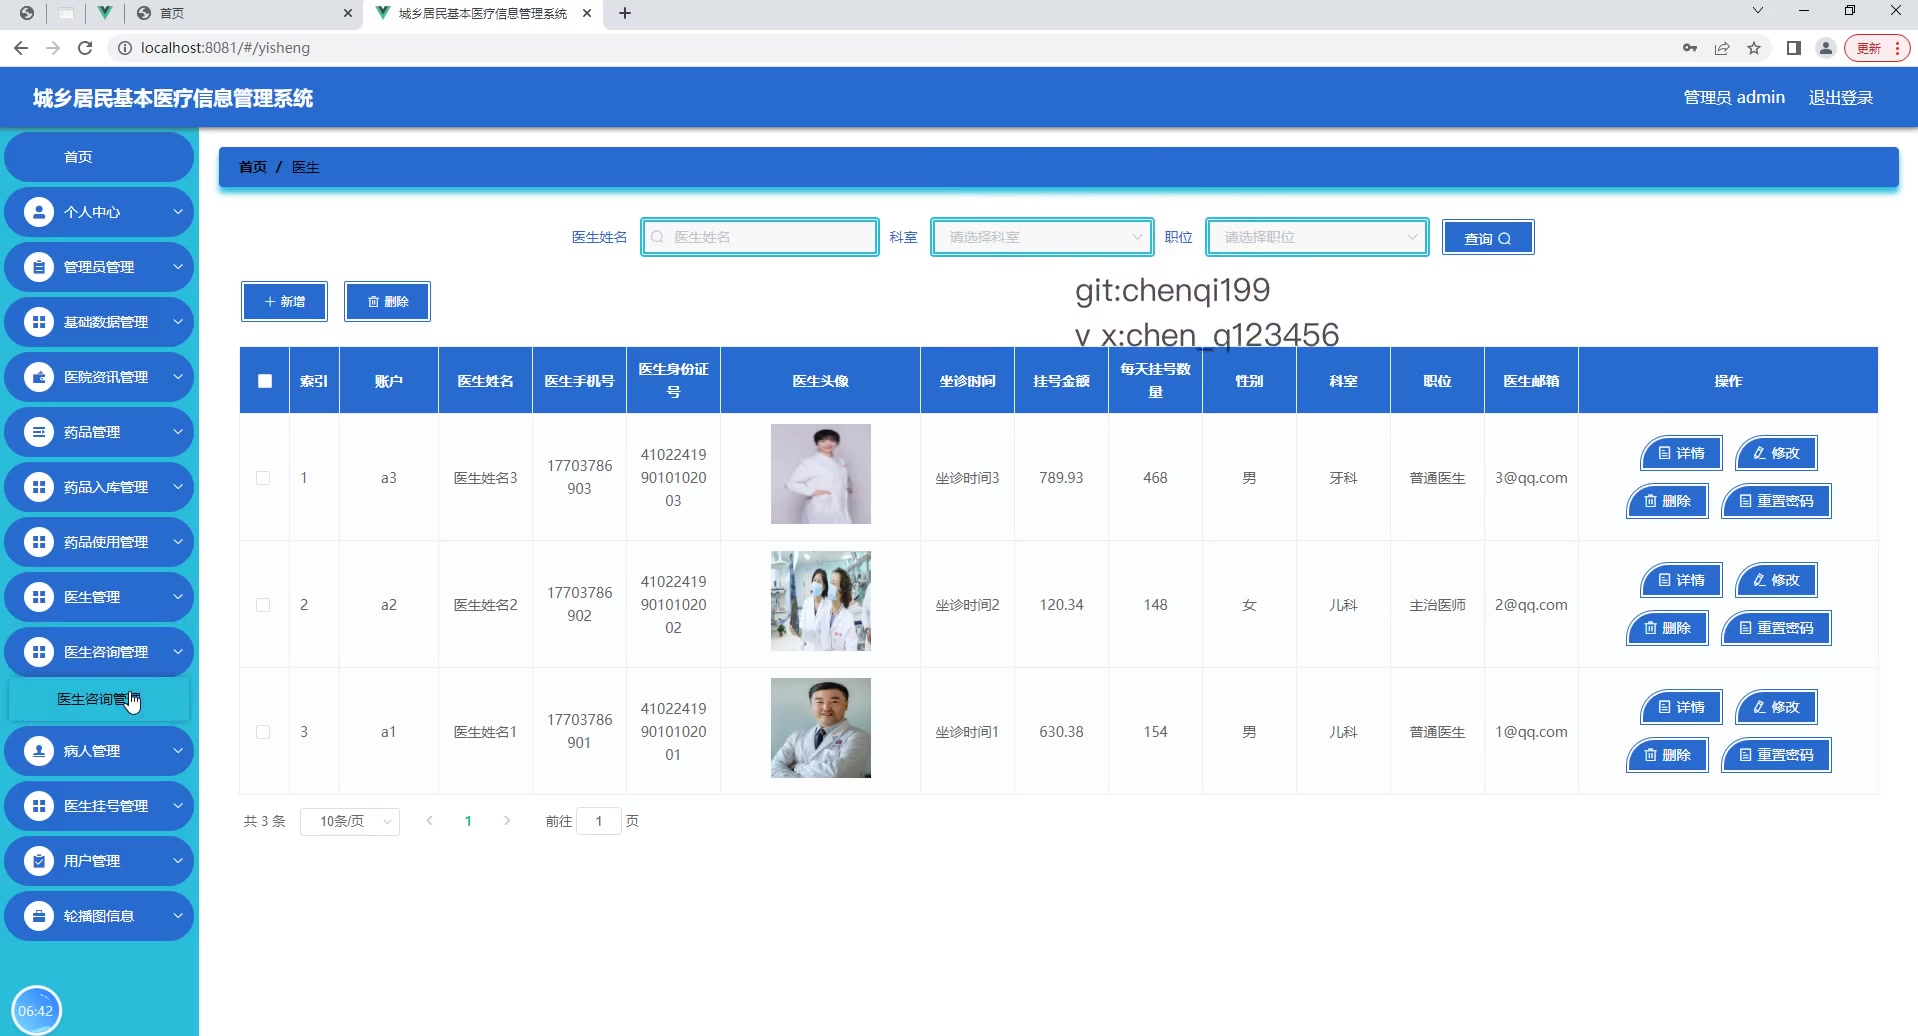 首页
城乡居民基本医疗信息管理系统
localhost:8081/#/yisheng
更新
城乡居民基本医疗信息管理系统
管理员 admin
退出登录
首页
个人中心
管理员管理
基础数据管理
医院资讯管理
药品管理
药品入库管理
药品使用管理
医生管理
医生咨询管理
医生咨询管理
病人管理
医生挂号管理
用户管理
轮播图信息
06:42
首页 / 医生
医生姓名 医生姓名 科室 请选择科室 职位 请选择职位 查询
新增 删除
git:chenqi199
v x:chen_q123456
索引 账户 医生姓名 医生手机号 医生身份证号 医生头像 坐诊时间 挂号金额 每天挂号数量 性别 科室 职位 医生邮箱 操作
1 a3 医生姓名3 17703786903 410224199010102003 坐诊时间3 789.93 468 男 牙科 普通医生 3@qq.com 详情 修改 删除 重置密码
2 a2 医生姓名2 17703786902 410224199010102002 坐诊时间2 120.34 148 女 儿科 主治医师 2@qq.com 详情 修改 删除 重置密码
3 a1 医生姓名1 17703786901 410224199010102001 坐诊时间1 630.38 154 男 儿科 普通医生 1@qq.com 详情 修改 删除 重置密码
共 3 条 10条/页 1 前往 1 页